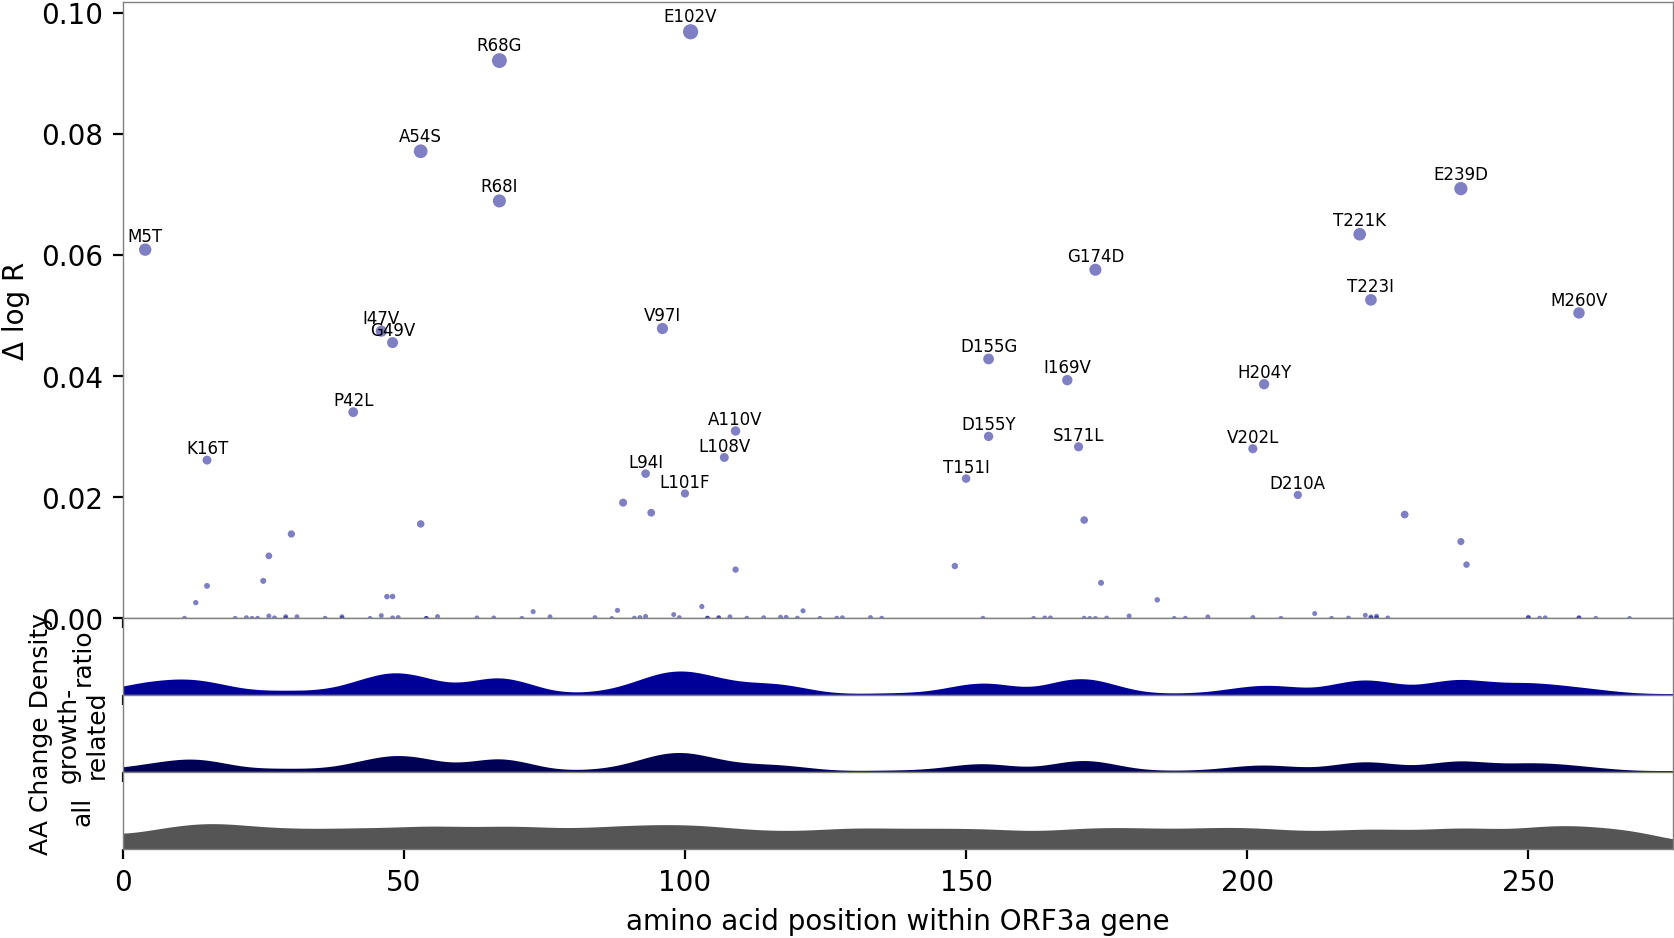 0.10
0.08
0.06
0.04
0.02
0.00
Δ log R
E102V
R68G
A54S
R68I
E239D
T221K
M5T
G174D
T223I
M260V
I47V
G49V
V97I
D155G
I169V
H204Y
P42L
A110V
D155Y
S171L
V202L
K16T
L108V
L94I
T151I
L101F
D210A
AA Change Density
ratio
growth-
related
all
0
50
100
150
200
250
amino acid position within ORF3a gene